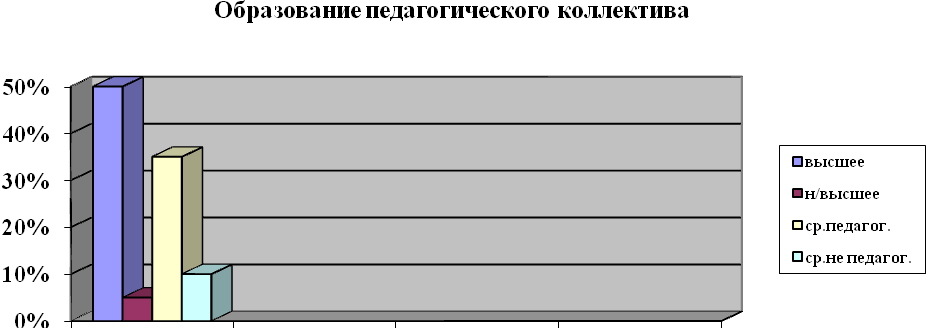 Образование педагогического коллектива
50%
40%
30%
20%
10%
0%
высшее
н/высшее
ср.педагог.
ср.не педагог.